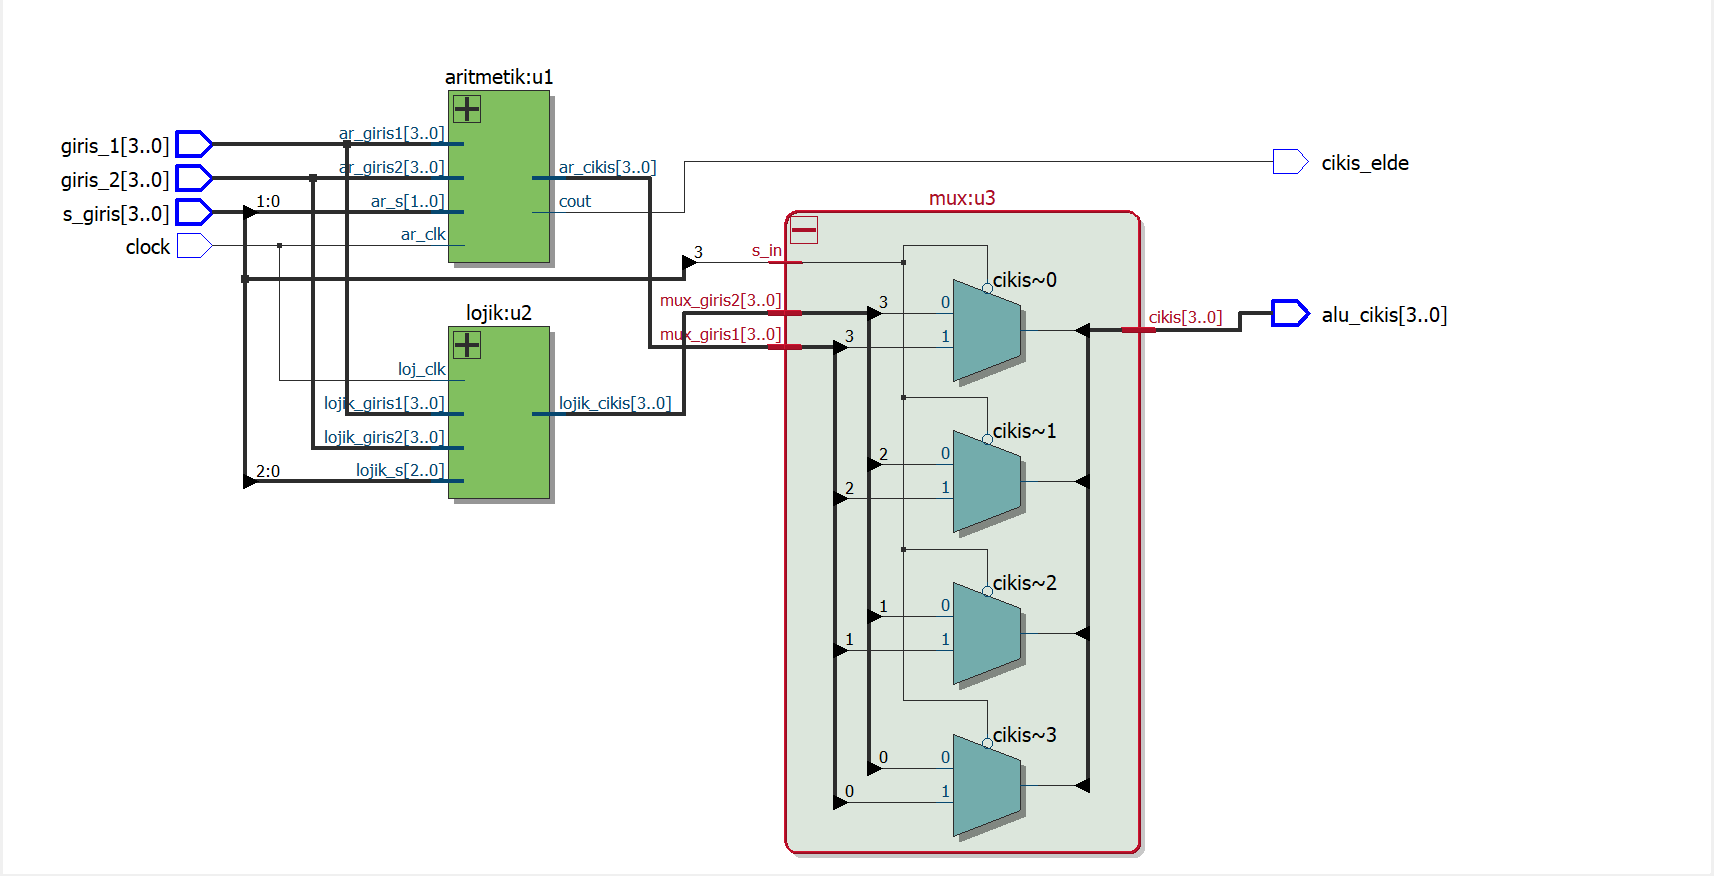 aritmetik:u1
giris_1[3..0]
ar_giris1[3..0]
giris_2[3..0]
ar_giris2[3..0]
ar_cikis[3..0]
s_giris[3..0]
1:0
ar_s[1..0]
cout
clock
ar_clk
cikis_elde
mux:u3
3
s_in
lojik:u2
loj_clk
lojik_giris1[3..0]
lojik_cikis[3..0]
lojik_giris2[3..0]
2:0
lojik_s[2..0]
mux_giris2[3..0]
mux_giris1[3..0]
cikis~0
3
0
3
1
cikis[3..0]
alu_cikis[3..0]
cikis~1
2
0
2
1
cikis~2
1
0
1
1
cikis~3
0
0
0
1